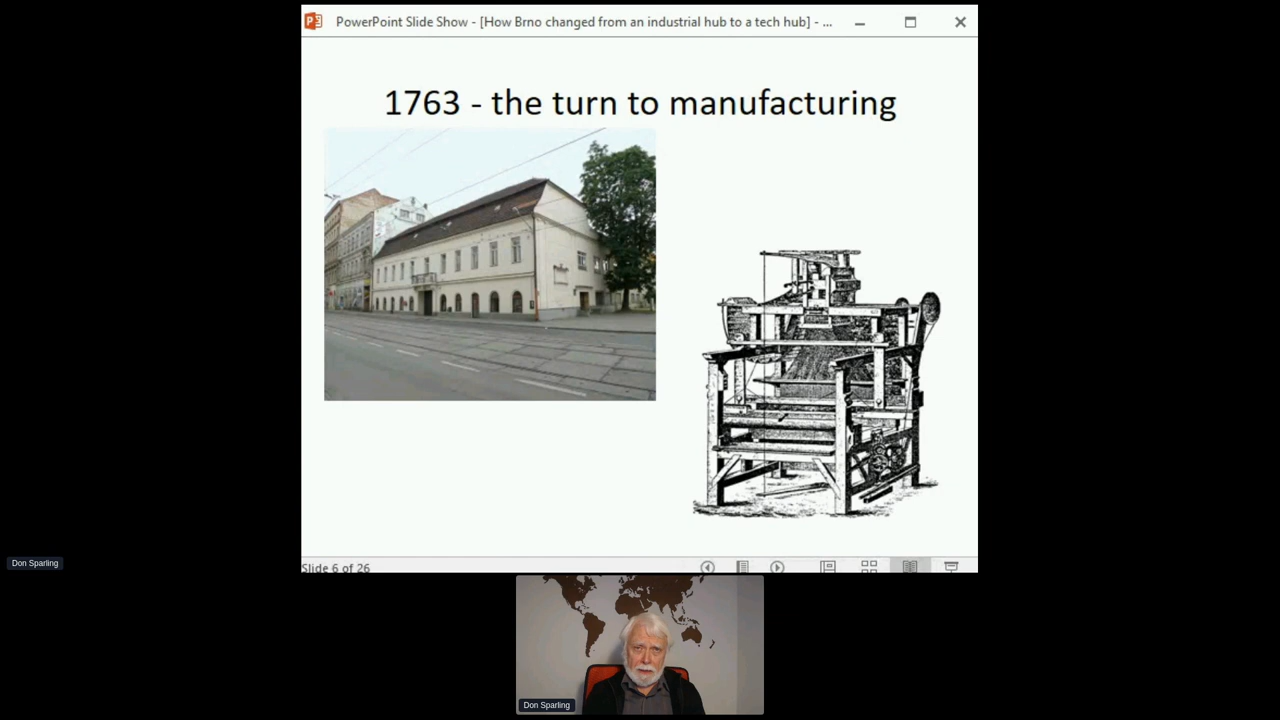 PowerPoint Slide Show - [How Brno changed from an industrial hub to a tech hub] - ...
1763 - the turn to manufacturing
Slide 6 of 26
Don Sparling
Don Sparling